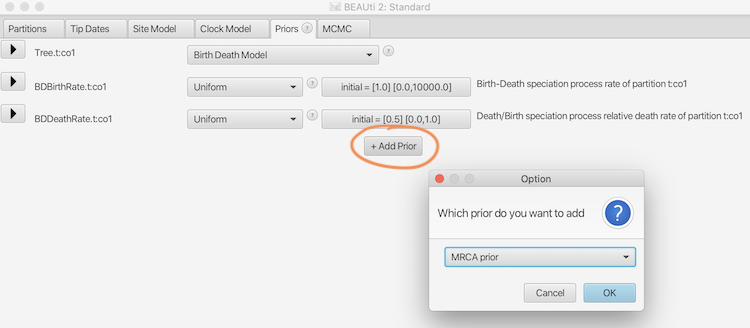 BEAUti 2: Standard
Partitions Tip Dates Site Model Clock Model Priors ? MCMC
Tree.t:co1 Birth Death Model ?
BDBirthRate.t:co1 Uniform ? initial = [1.0] [0.0,10000.0] Birth-Death speciation process rate of partition t:co1
BDDeathRate.t:co1 Uniform ? initial = [0.5] [0.0,1.0] Death/Birth speciation process relative death rate of partition t:co1
+ Add Prior
Option
Which prior do you want to add ?
MRCA prior
Cancel OK